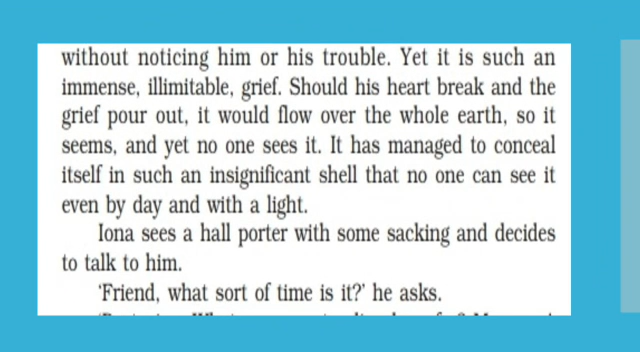 without noticing him or his trouble. Yet it is such an
immense, illimitable, grief. Should his heart break and the
grief pour out, it would flow over the whole earth, so it
seems, and yet no one sees it. It has managed to conceal
itself in such an insignificant shell that no one can see it
even by day and with a light.
Iona sees a hall porter with some sacking and decides
to talk to him.
'Friend, what sort of time is it?' he asks.